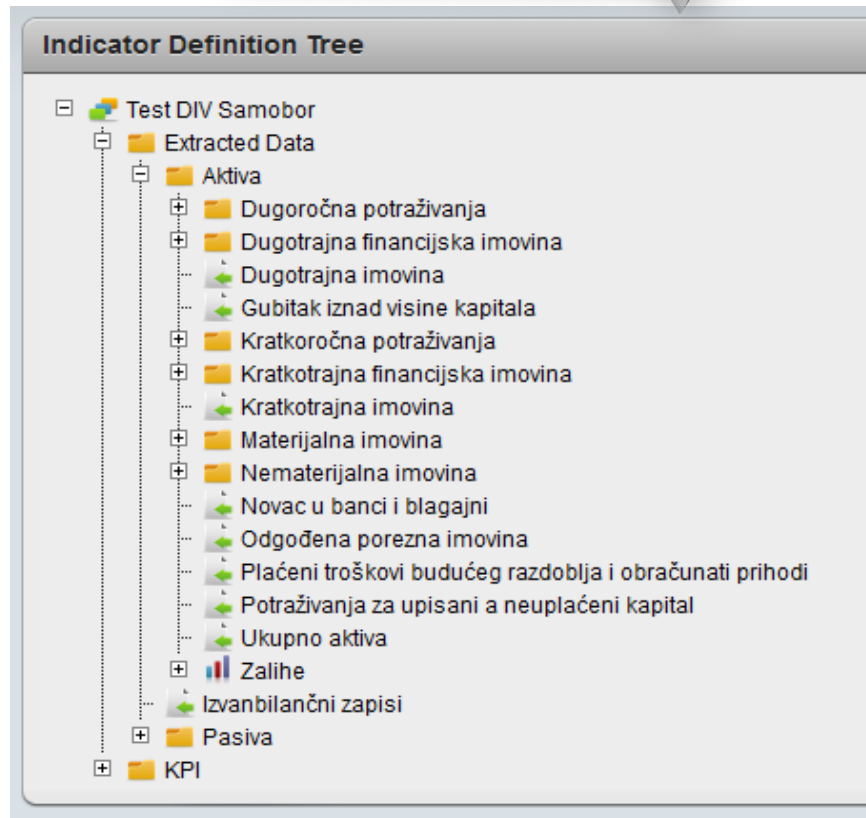 Indicator Definition Tree
Test DIV Samobor
Extracted Data
Aktiva
Dugoročna potraživanja
Dugotrajna financijska imovina
Dugotrajna imovina
Gubitak iznad visine kapitala
Kratkoročna potraživanja
Kratkotrajna financijska imovina
Kratkotrajna imovina
Materijalna imovina
Nematerijalna imovina
Novac u banci i blagajni
Odgođena porezna imovina
Plaćeni troškovi budućeg razdoblja i obračunati prihodi
Potraživanja za upisani a neuplaćeni kapital
Ukupno aktiva
Zalihe
Izvanbilančni zapisi
Pasiva
KPI